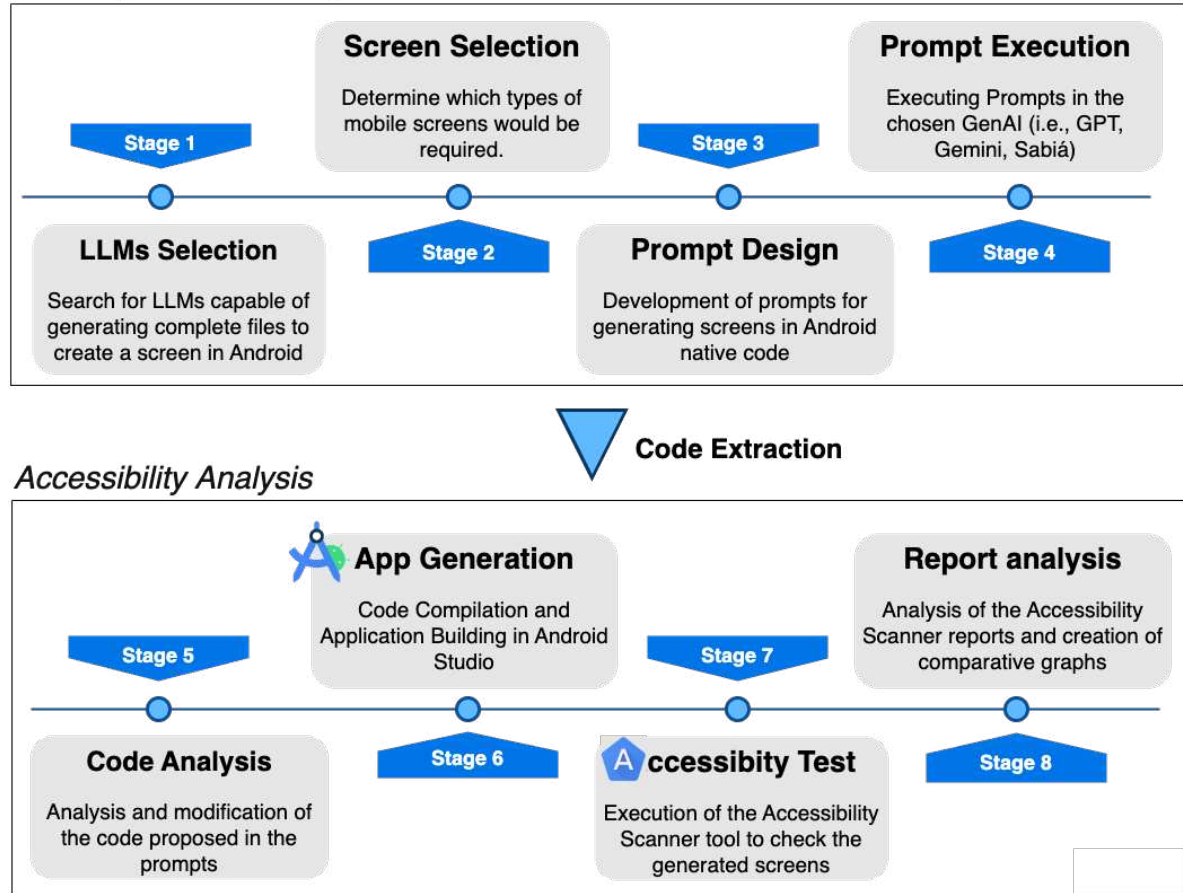 Screen Selection
Determine which types of
mobile screens would be
required.
Prompt Execution
Executing Prompts in the
chosen GenAI (i.e., GPT,
Gemini, Sabiá)
Stage 1
Stage 3
LLMs Selection
Search for LLMs capable of
generating complete files to
create a screen in Android
Stage 2
Prompt Design
Development of prompts for
generating screens in Android
native code
Stage 4
Code Extraction
Accessibility Analysis
App Generation
Code Compilation and
Application Building in Android
Studio
Report analysis
Analysis of the Accessibility
Scanner reports and creation of
comparative graphs
Stage 5
Stage 7
Code Analysis
Analysis and modification of
the code proposed in the
prompts
Stage 6
Accessibity Test
Execution of the Accessibility
Scanner tool to check the
generated screens
Stage 8